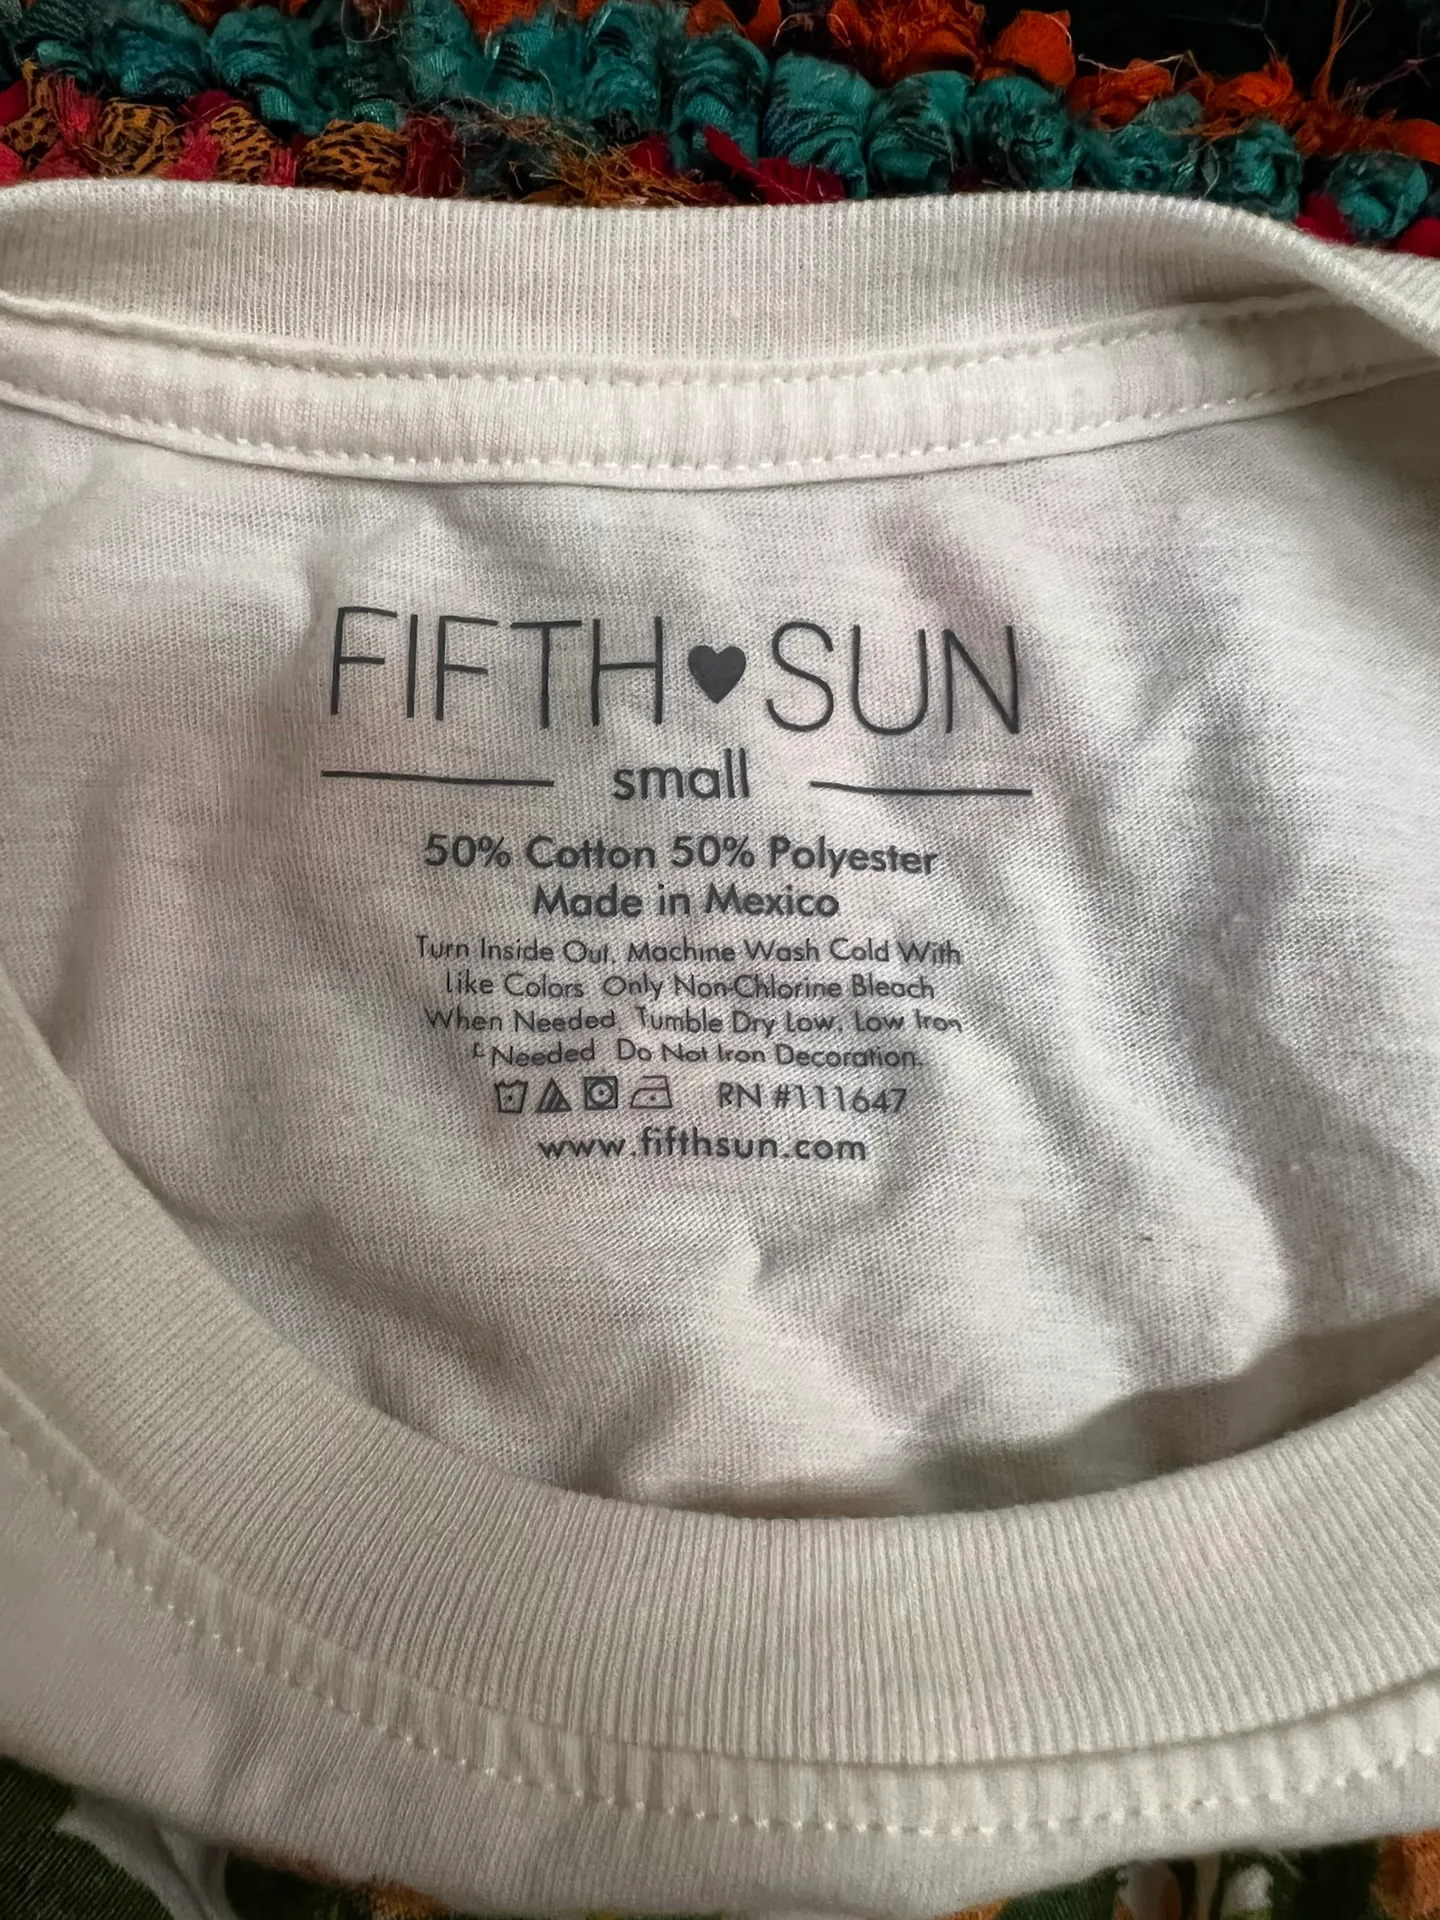 FIFTH♥SUN
small
50% Cotton 50% Polyester
Made in Mexico
Turn Inside Out, Machine Wash Cold With
Like Colors Only Non-Chlorine Bleach
When Needed, Tumble Dry Low, Low Iron
Needed Do Not Iron Decoration.
RN #111647
www.fifthsun.com